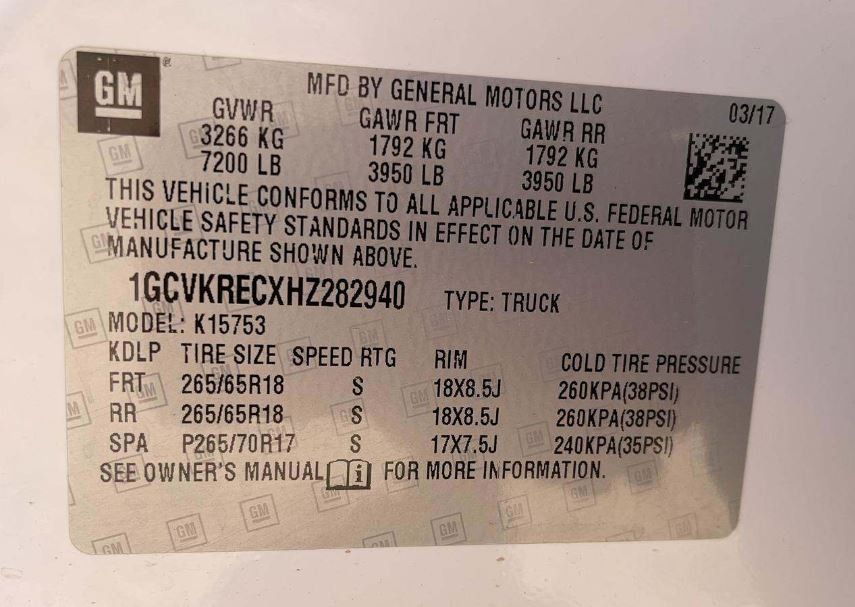 GM
MFD BY GENERAL MOTORS LLC 03/17
GVWR GAWR FRT GAWR RR
3266 KG 1792 KG 1792 KG
7200 LB 3950 LB 3950 LB
THIS VEHICLE CONFORMS TO ALL APPLICABLE U.S. FEDERAL MOTOR
VEHICLE SAFETY STANDARDS IN EFFECT ON THE DATE OF
MANUFACTURE SHOWN ABOVE.
1GCVKRECXHZ282940 TYPE: TRUCK
MODEL: K15753
KDLP TIRE SIZE SPEED RTG RIM COLD TIRE PRESSURE
FRT 265/65R18 S 18X8.5J 260KPA(38PSI)
RR 265/65R18 S 18X8.5J 260KPA(38PSI)
SPA P265/70R17 S 17X7.5J 240KPA(35PSI)
SEE OWNER'S MANUAL i FOR MORE INFORMATION.